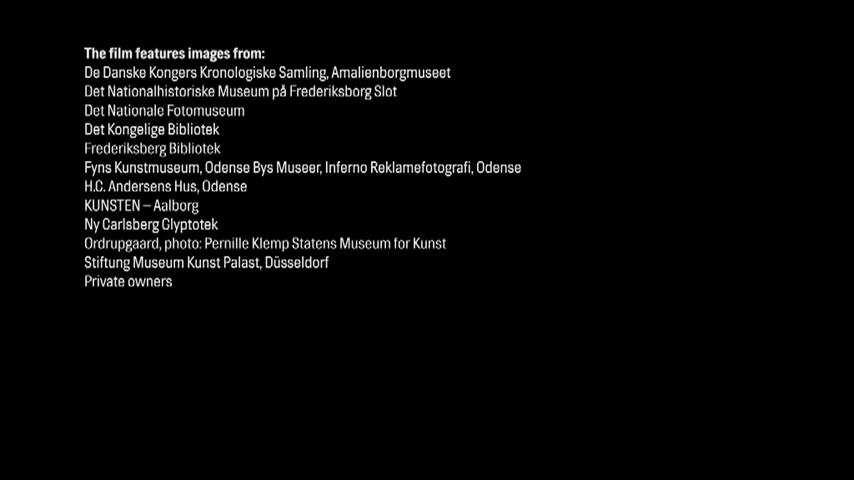 The film features images from:
De Danske Kongers Kronologiske Samling, Amalienborgmuseet
Det Nationalhistoriske Museum på Frederiksborg Slot
Det Nationale Fotomuseum
Det Kongelige Bibliotek
Frederiksberg Bibliotek
Fyns Kunstmuseum, Odense Bys Museer, Inferno Reklamefotografi, Odense
H.C. Andersens Hus, Odense
KUNSTEN – Aalborg
Ny Carlsberg Glyptotek
Ordrupgaard, photo: Pernille Klemp Statens Museum for Kunst
Stiftung Museum Kunst Palast, Düsseldorf
Private owners